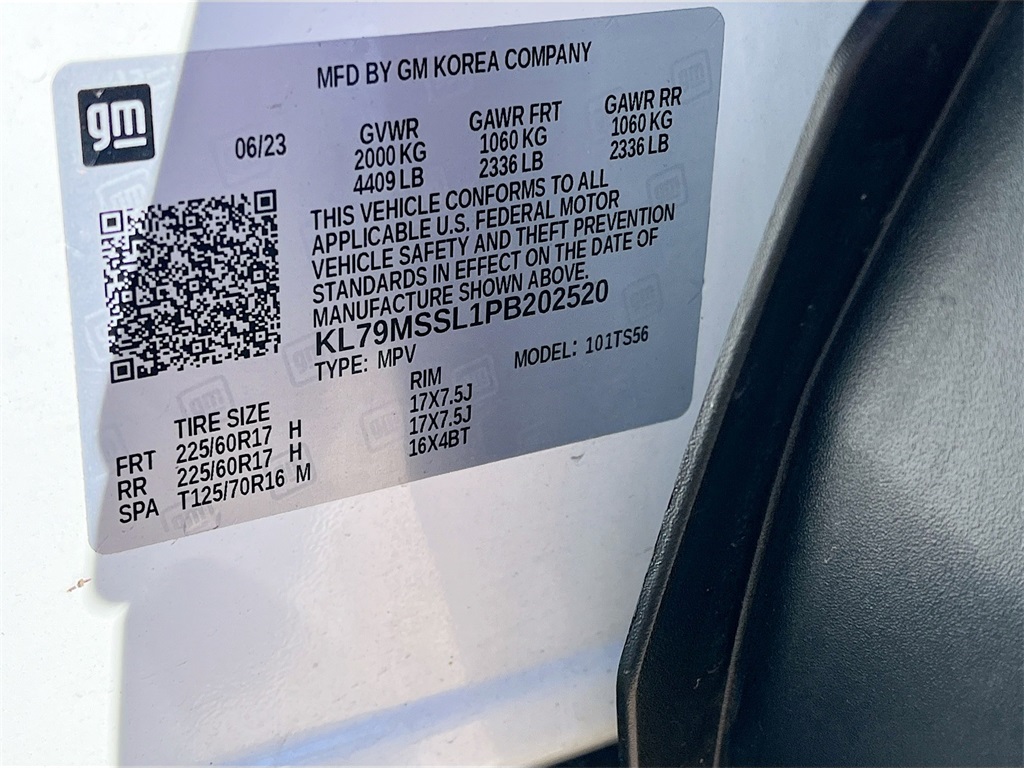 MFD BY GM KOREA COMPANY
gm
06/23
GVWR
2000 KG
4409 LB
GAWR FRT
1060 KG
2336 LB
GAWR RR
1060 KG
2336 LB
THIS VEHICLE CONFORMS TO ALL
APPLICABLE U.S. FEDERAL MOTOR
VEHICLE SAFETY AND THEFT PREVENTION
STANDARDS IN EFFECT ON THE DATE OF
MANUFACTURE SHOWN ABOVE.
KL79MSSL1PB202520
TYPE: MPV MODEL: 101TS56
TIRE SIZE RIM
FRT 225/60R17 H 17X7.5J
RR 225/60R17 H 17X7.5J
SPA T125/70R16 M 16X4BT